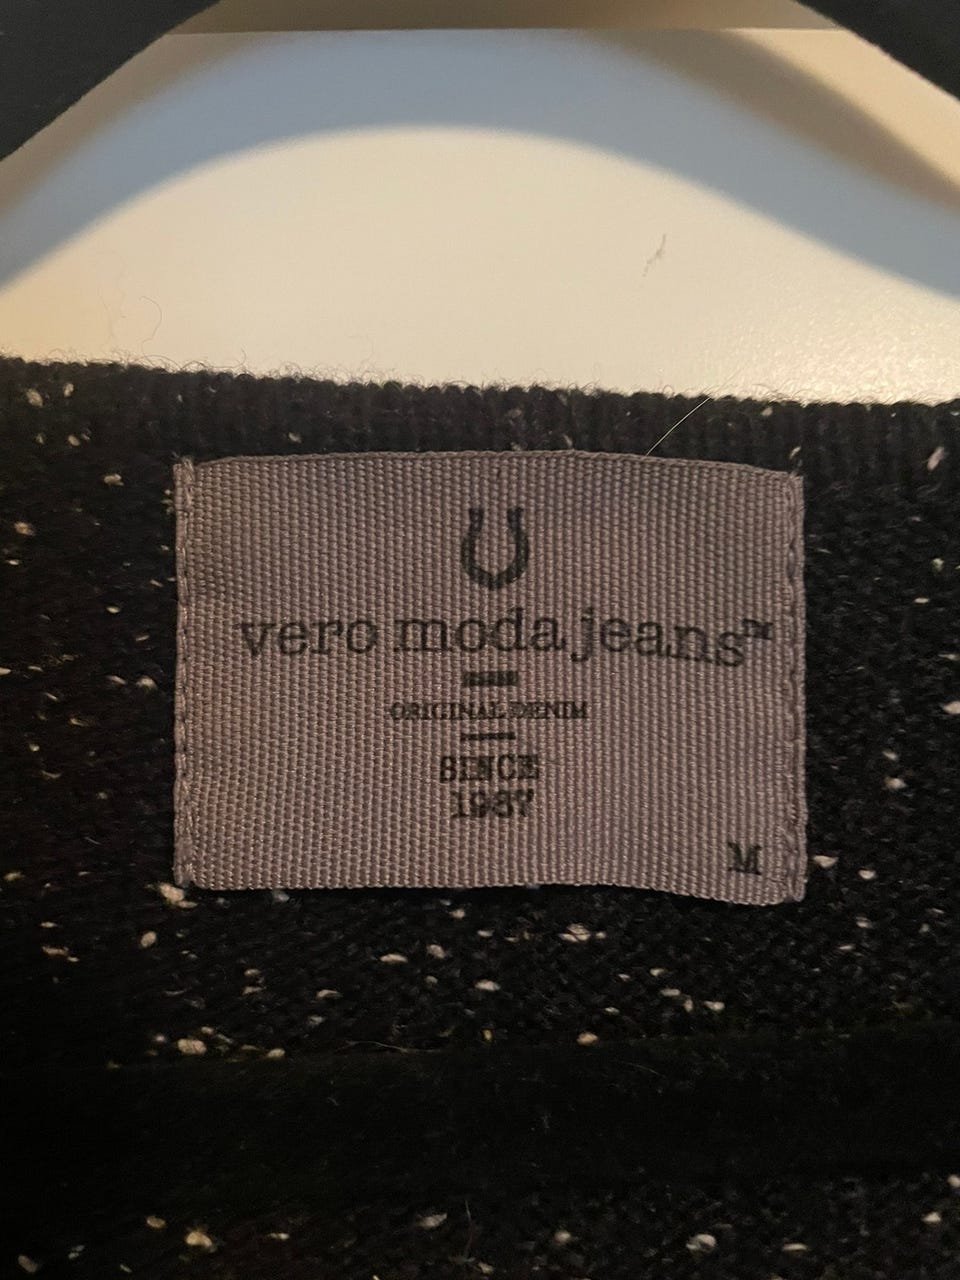 vero moda jeans™
ORIGINAL DENIM
SINCE
1987
M